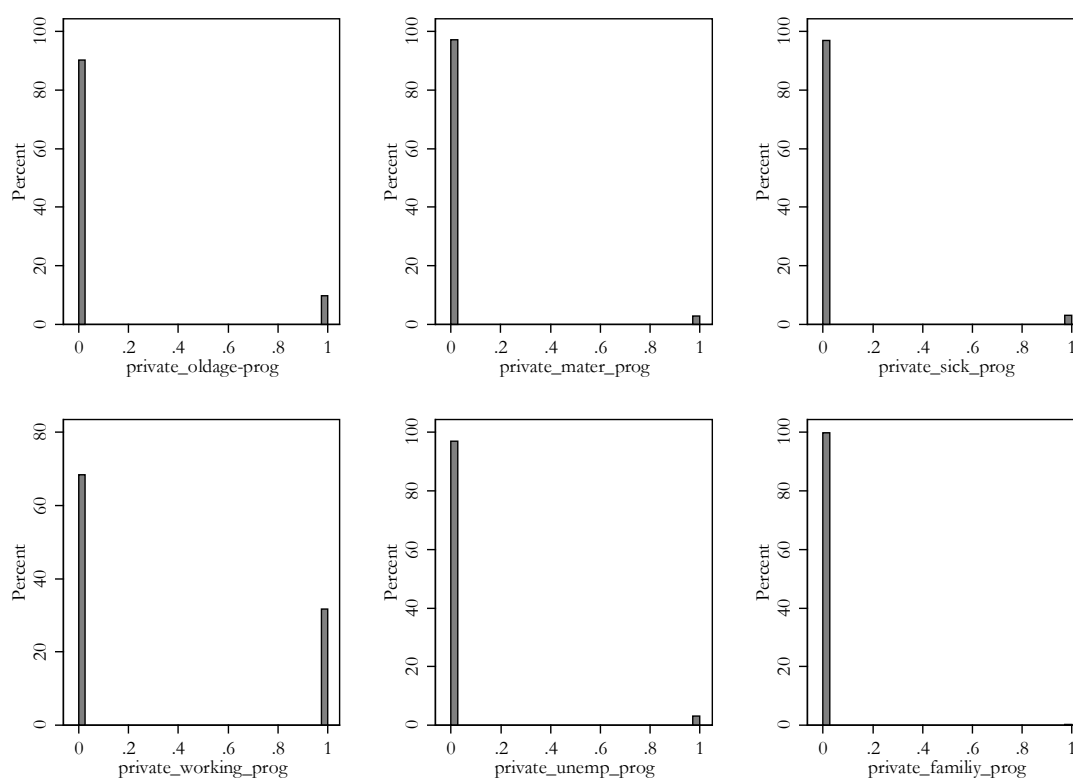 Percent
0 20 40 60 80 100
0 .2 .4 .6 .8 1
private_oldage-prog
Percent
0 20 40 60 80 100
0 .2 .4 .6 .8 1
private_mater_prog
Percent
0 20 40 60 80 100
0 .2 .4 .6 .8 1
private_sick_prog
Percent
0 20 40 60 80
0 .2 .4 .6 .8 1
private_working_prog
Percent
0 20 40 60 80 100
0 .2 .4 .6 .8 1
private_unemp_prog
Percent
0 20 40 60 80 100
0 .2 .4 .6 .8 1
private_familiy_prog